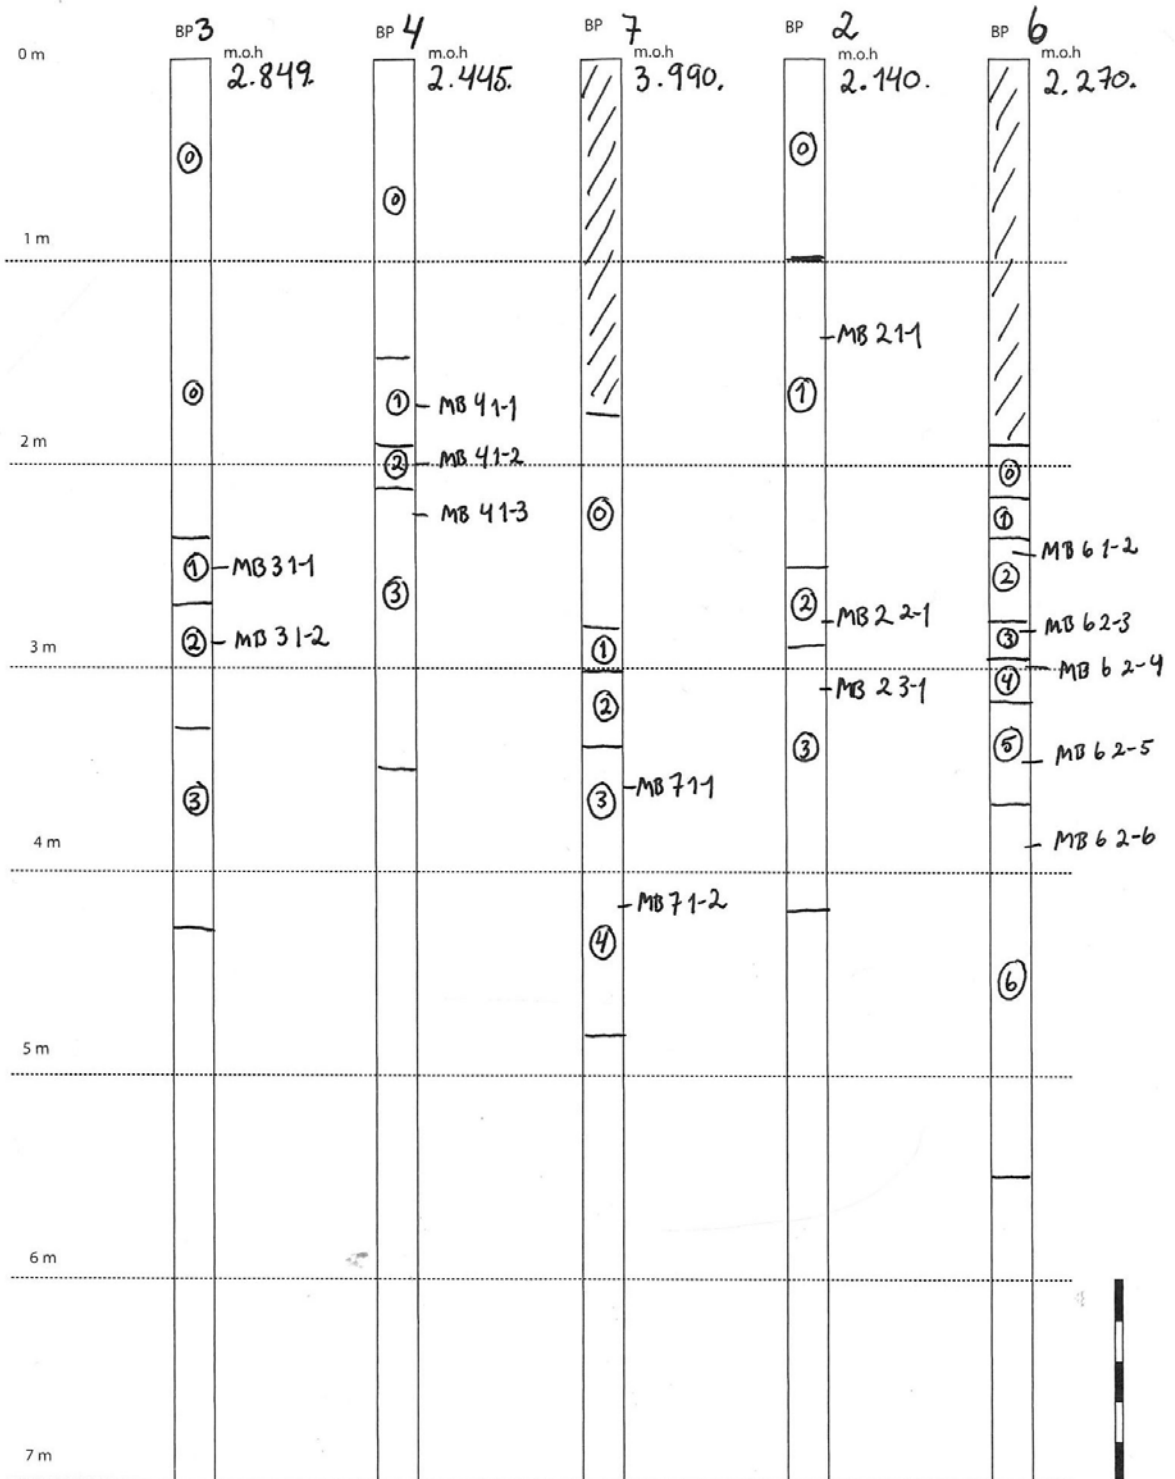 BP 3 BP 4 BP 7 BP 2 BP 6
0 m m.o.h m.o.h m.o.h m.o.h m.o.h
2.849. 2.445. 3.990. 2.140. 2.270.
0 0
0
1 m
MB 21-1
0 1 MB 41-1 1
2 m
2 MB 41-2 0
MB 41-3 0 1
MB 61-2
1 MB 31-1 3 2 2
MB 22-1 MB 62-3
2 MB 31-2 1 3
3 m
MB 62-4
2 MB 23-1 4
3 5 MB 62-5
3 3 MB 71-1
4 m MB 62-6
MB 71-2
4
6
5 m
6 m
7 m